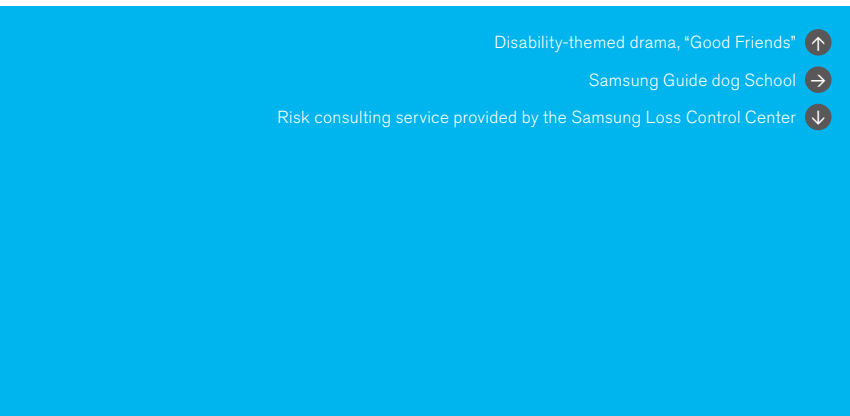 Disability-themed drama, “Good Friends” ↑
Samsung Guide dog School →
Risk consulting service provided by the Samsung Loss Control Center ↓